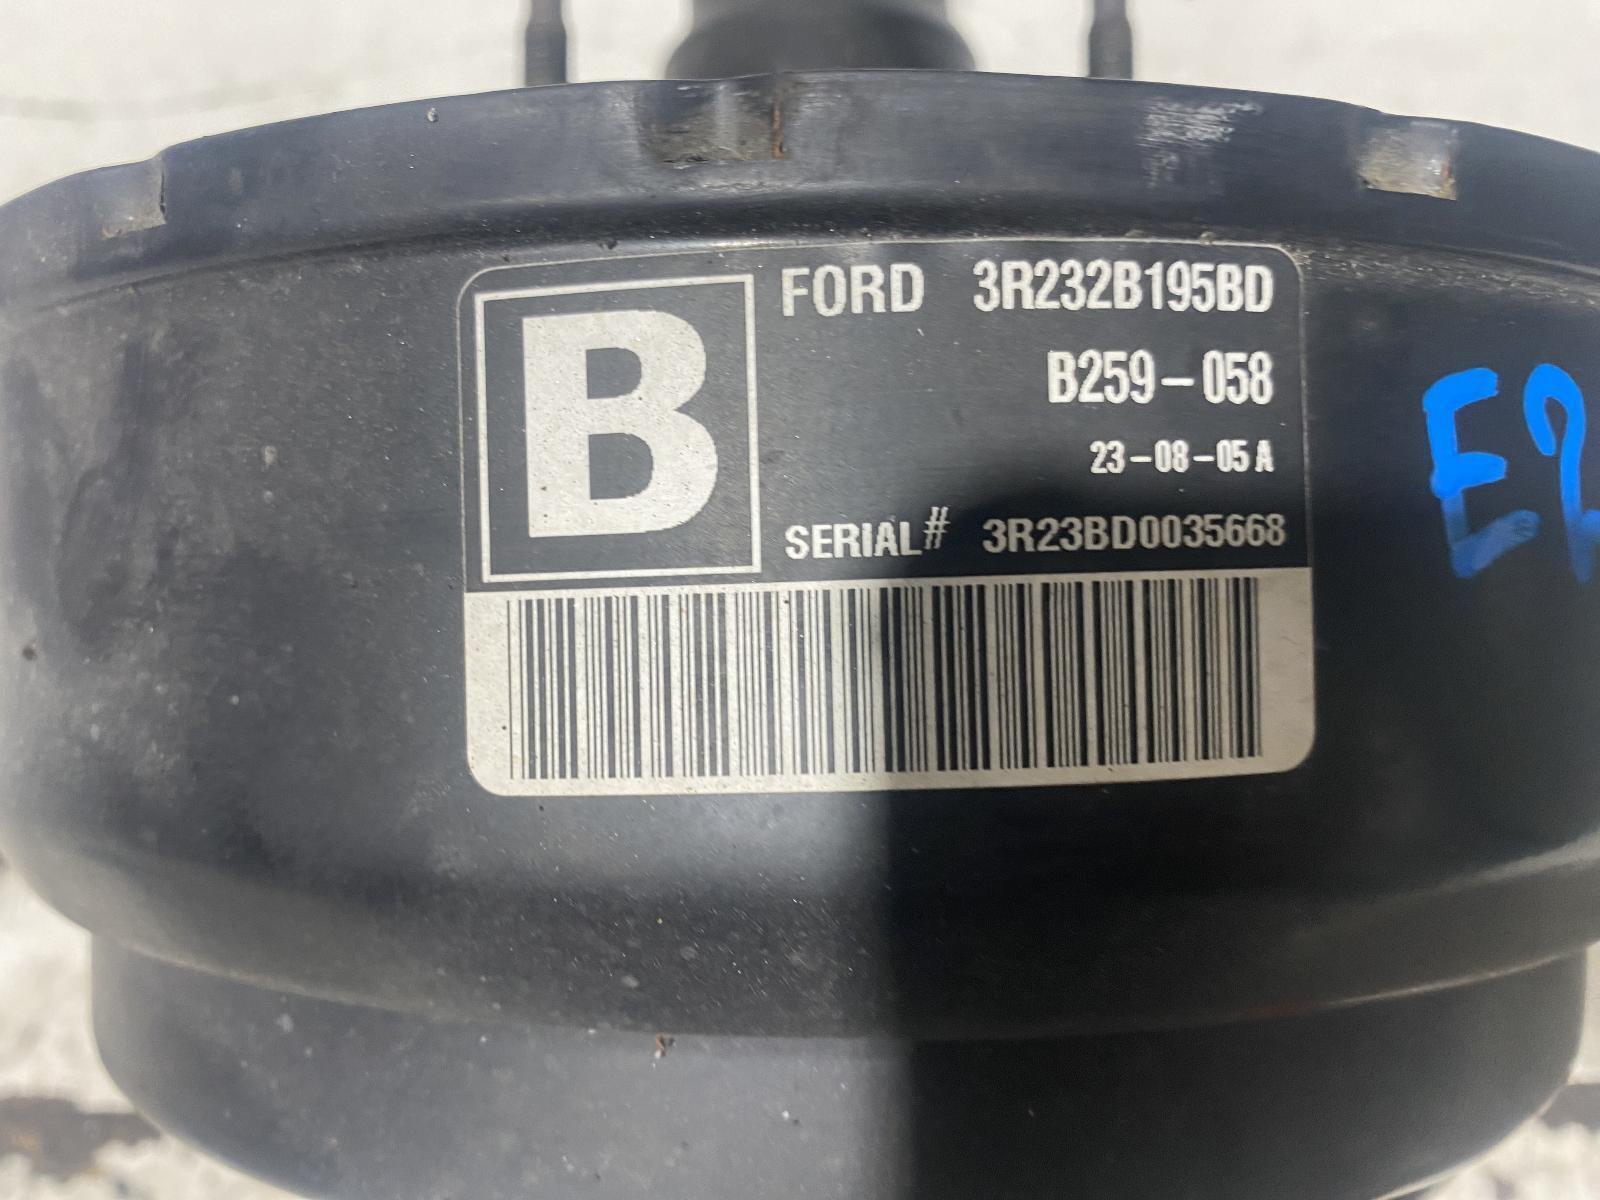 B
FORD 3R232B195BD
B259-058
23-08-05 A
SERIAL# 3R23BD0035668